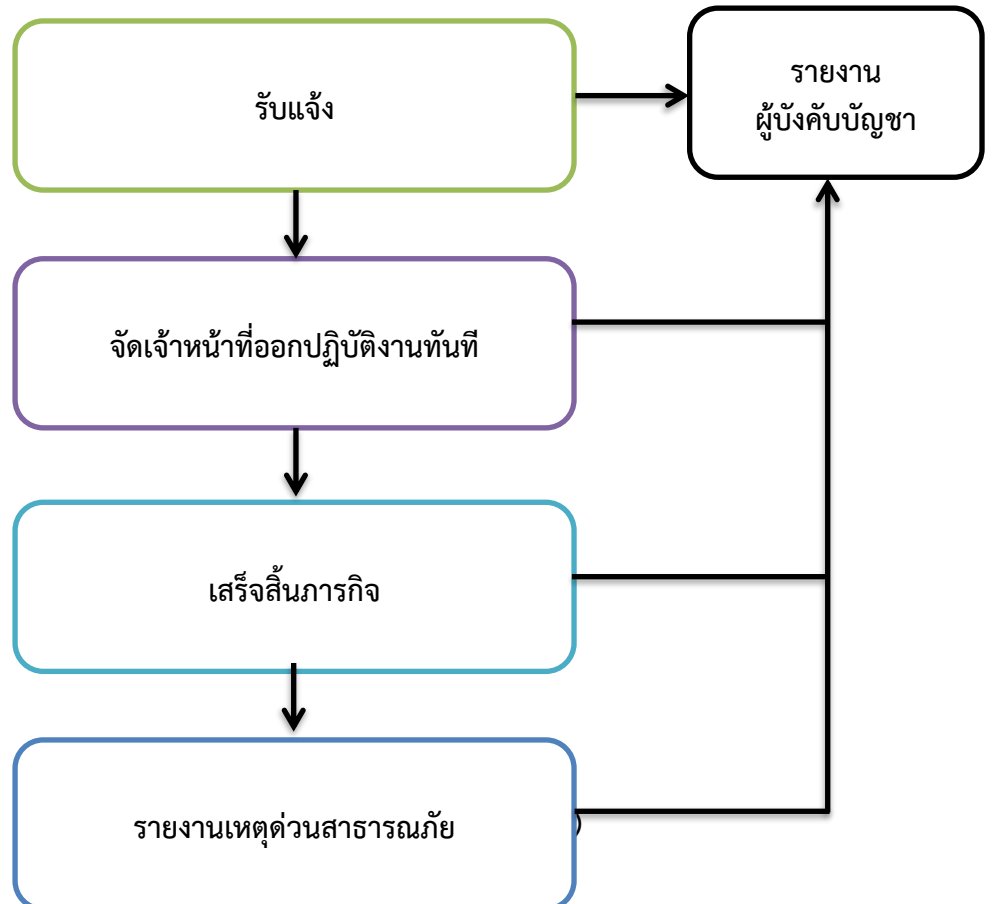 รับแจ้ง
รายงาน
ผู้บังคับบัญชา
จัดเจ้าหน้าที่ออกปฏิบัติงานทันที
เสร็จสิ้นภารกิจ
รายงานเหตุด่วนสาธารณภัย